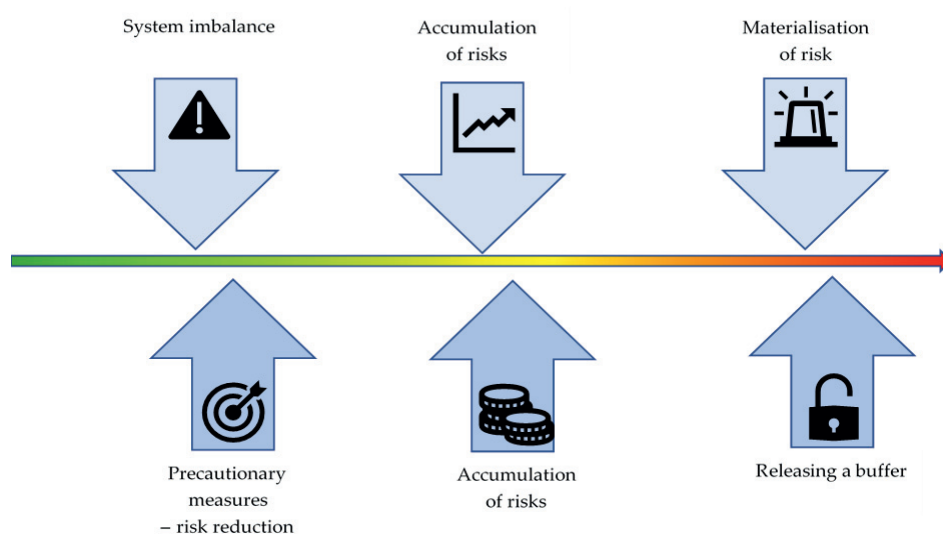 System imbalance
Accumulation
of risks
Materialisation
of risk
Precautionary
measures
– risk reduction
Accumulation
of risks
Releasing a buffer